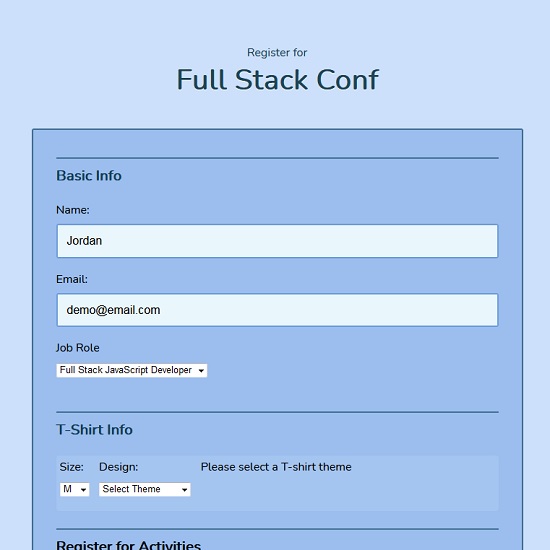 Register for
Full Stack Conf
Basic Info
Name:
Jordan
Email:
demo@email.com
Job Role
Full Stack JavaScript Developer
T-Shirt Info
Size: Design: Please select a T-shirt theme
M Select Theme
Register for Activities